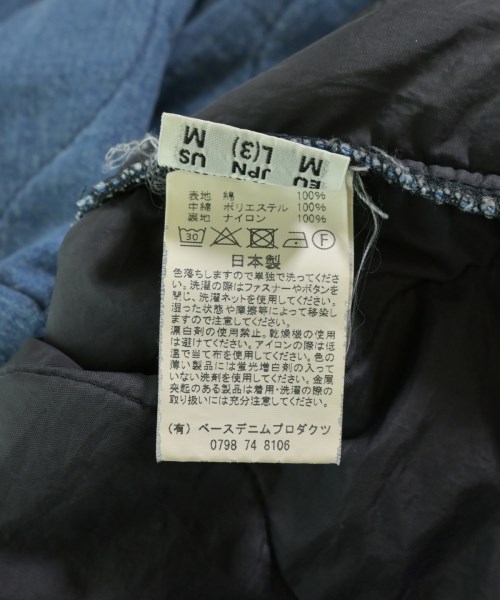 US M
JPN L(3)
EU M
表地 綿 100%
中綿 ポリエステル 100%
裏地 ナイロン 100%
30 F
日本製
色落ちしますので単独で洗ってくださ
い。洗濯の際はファスナーやボタンを
閉じ、洗濯ネットを使用してください。
湿った状態や摩擦等によって移染し
ますのでご注意ください。
漂白剤の使用禁止。乾燥機の使用
は避けてください。アイロンの際は低
温で当て布を使用してください。色の
薄い製品には蛍光増白剤の入って
いない洗剤を使用してください。金属
突起のある製品は着用・洗濯の際の
取り扱いには充分注意してください。
(有) ベースデニムプロダクツ
0798 74 8106